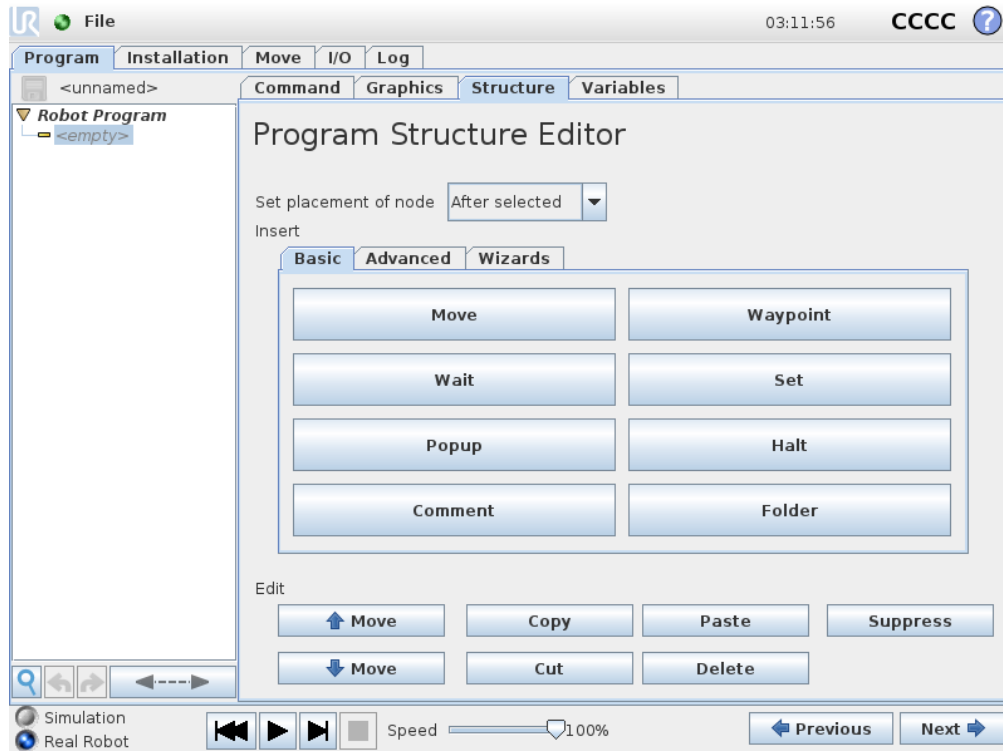 UR File 03:11:56 CCCC ?
Program Installation Move I/O Log
<unnamed> Command Graphics Structure Variables
Robot Program
<empty>
Program Structure Editor
Set placement of node After selected
Insert
Basic Advanced Wizards
Move Waypoint
Wait Set
Popup Halt
Comment Folder
Edit
Move Copy Paste Suppress
Move Cut Delete
Simulation
Real Robot
Speed 100% Previous Next